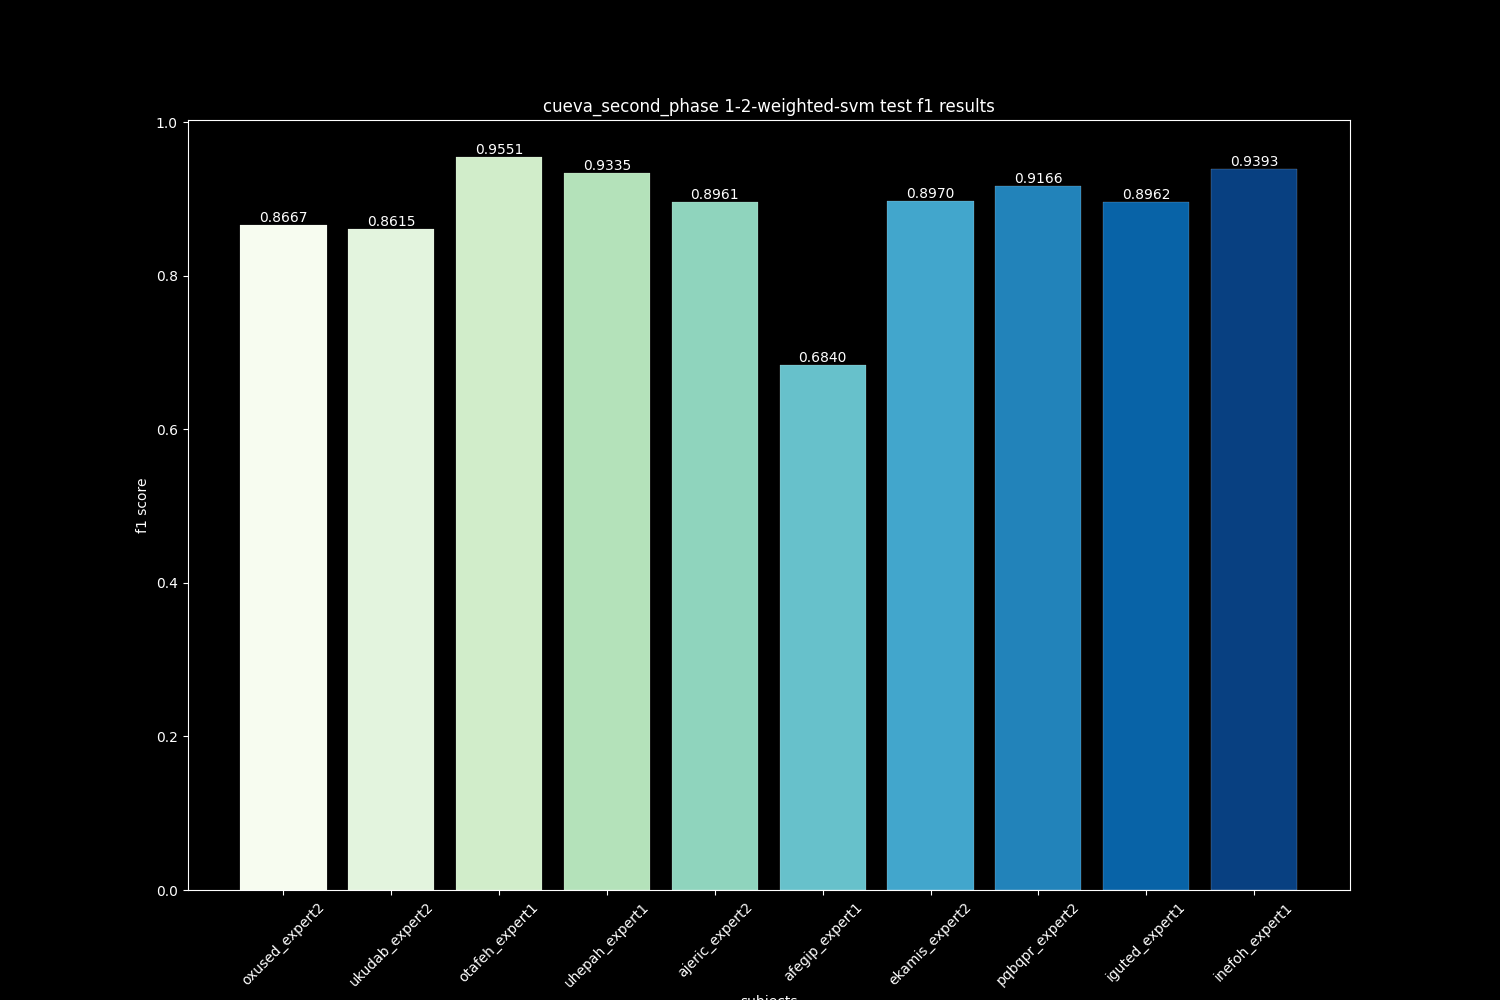 cueva_second_phase 1-2-weighted-svm test f1 results
1.0
0.8
0.6
0.4
0.2
0.0
f1 score
0.8667
0.8615
0.9551
0.9335
0.8961
0.6840
0.8970
0.9166
0.8962
0.9393
oxused_expert2
ukudab_expert2
otafeh_expert1
uhepah_expert1
ajeric_expert2
afegip_expert1
ekamis_expert2
pqbqpr_expert2
iguted_expert1
inefoh_expert1
subjects